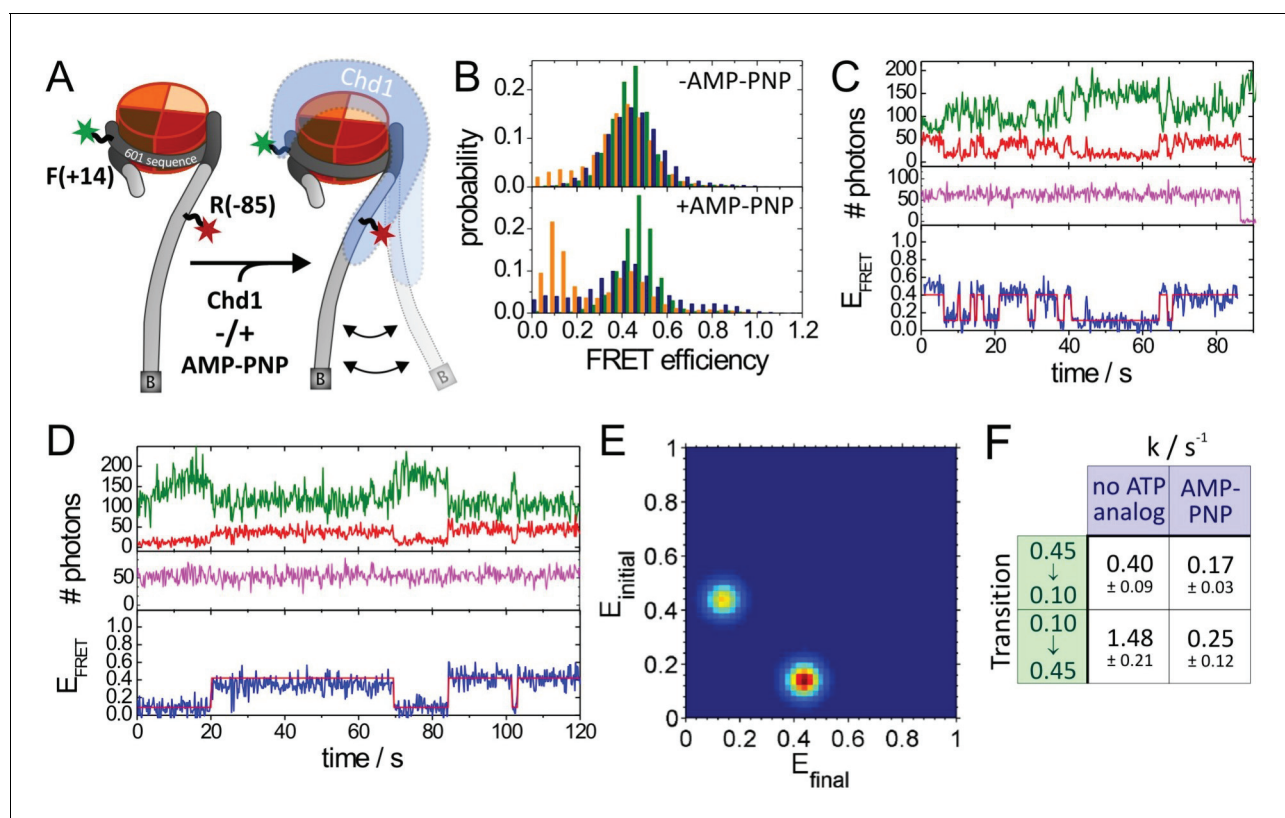 A
Chd1
F(+14)
601 sequence
R(-85)
Chd1
-/+
AMP-PNP
B
B
B
-AMP-PNP
0.2
0.1
0.0
+AMP-PNP
0.2
0.1
0.0
probability
0.0 0.2 0.4 0.6 0.8 1.0 1.2
FRET efficiency
C
200
150
100
50
0
100
50
0
# photons
1.0
0.8
0.6
0.4
0.2
0.0
E FRET
0 20 40 60 80
time / s
D
200
150
100
50
0
50
0
# photons
1.0
0.8
0.6
0.4
0.2
0.0
E FRET
0 20 40 60 80 100 120
time / s
E
1
0.8
0.6
0.4
0.2
0
E initial
0 0.2 0.4 0.6 0.8 1
E final
F
k / s⁻¹
no ATP analog
AMP-PNP
Transition
0.45
↓
0.10
0.40
± 0.09
0.17
± 0.03
0.10
↓
0.45
1.48
± 0.21
0.25
± 0.12